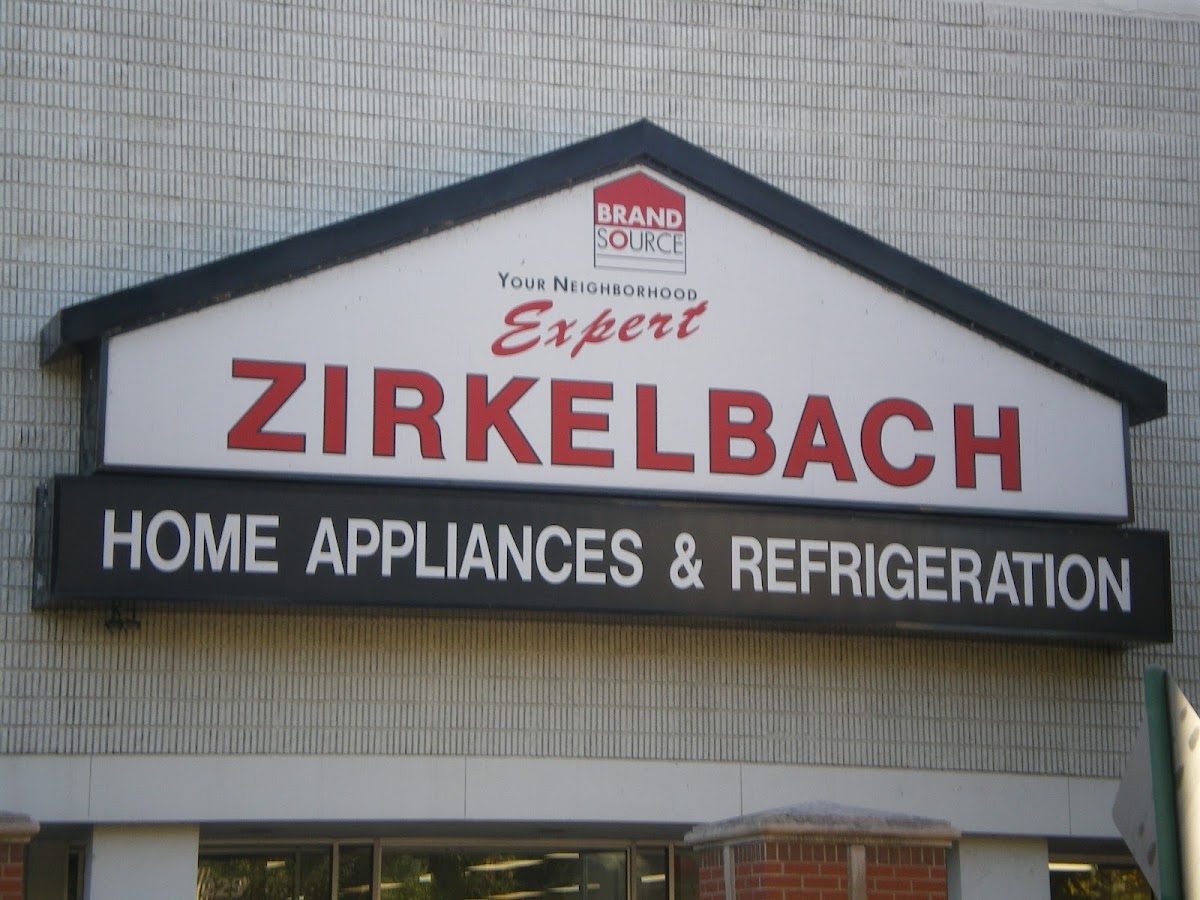 BRAND
SOURCE
YOUR NEIGHBORHOOD
Expert
ZIRKELBACH
HOME APPLIANCES & REFRIGERATION